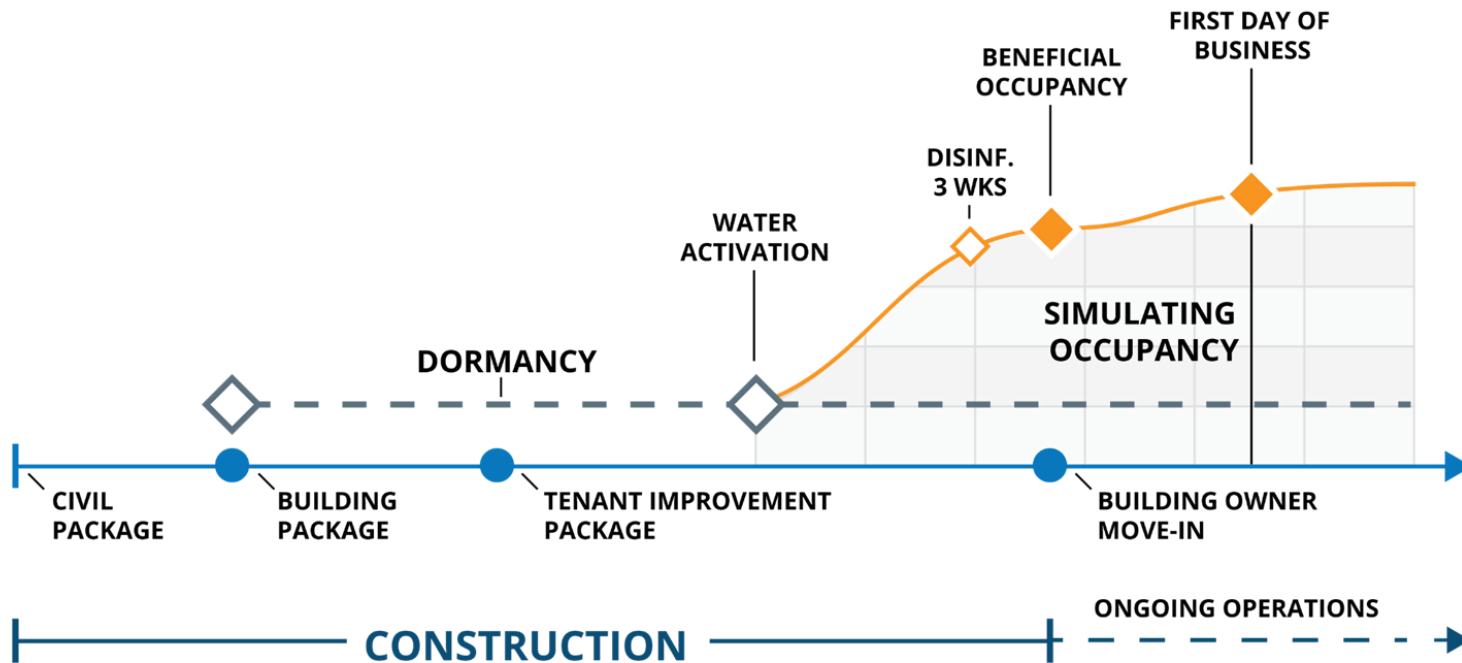 FIRST DAY OF
BUSINESS
BENEFICIAL
OCCUPANCY
DISINF.
3 WKS
WATER
ACTIVATION
SIMULATING
OCCUPANCY
DORMANCY
CIVIL
PACKAGE
BUILDING
PACKAGE
TENANT IMPROVEMENT
PACKAGE
BUILDING OWNER
MOVE-IN
ONGOING OPERATIONS
CONSTRUCTION